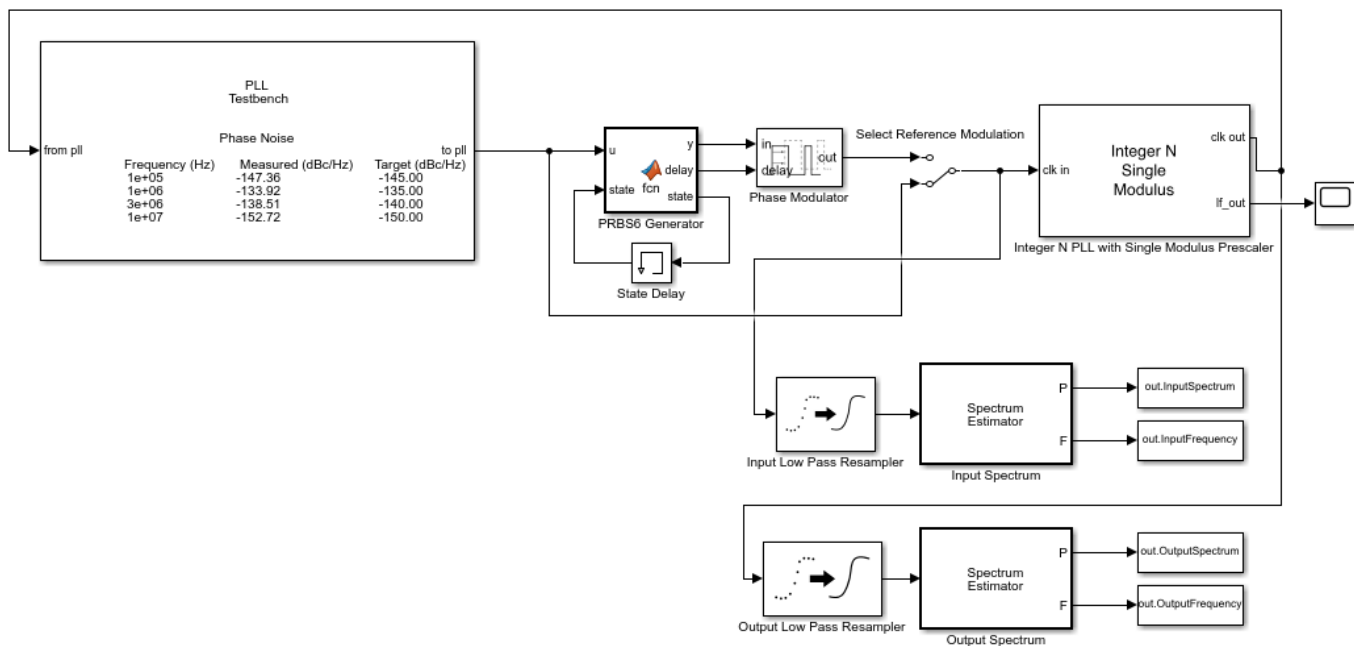 PLL
Testbench
Phase Noise
from pll
to pll
Frequency (Hz) Measured (dBc/Hz) Target (dBc/Hz)
1e+05 -147.36 -145.00
1e+06 -133.92 -135.00
3e+06 -138.51 -140.00
1e+07 -152.72 -150.00
u
state
fcn
y
delay
state
PRBS6 Generator
State Delay
in
delay
out
Phase Modulator
Select Reference Modulation
clk in
Integer N
Single
Modulus
clk out
lf_out
Integer N PLL with Single Modulus Prescaler
Input Low Pass Resampler
Spectrum
Estimator
P
F
Input Spectrum
out.InputSpectrum
out.InputFrequency
Output Low Pass Resampler
Spectrum
Estimator
P
F
Output Spectrum
out.OutputSpectrum
out.OutputFrequency